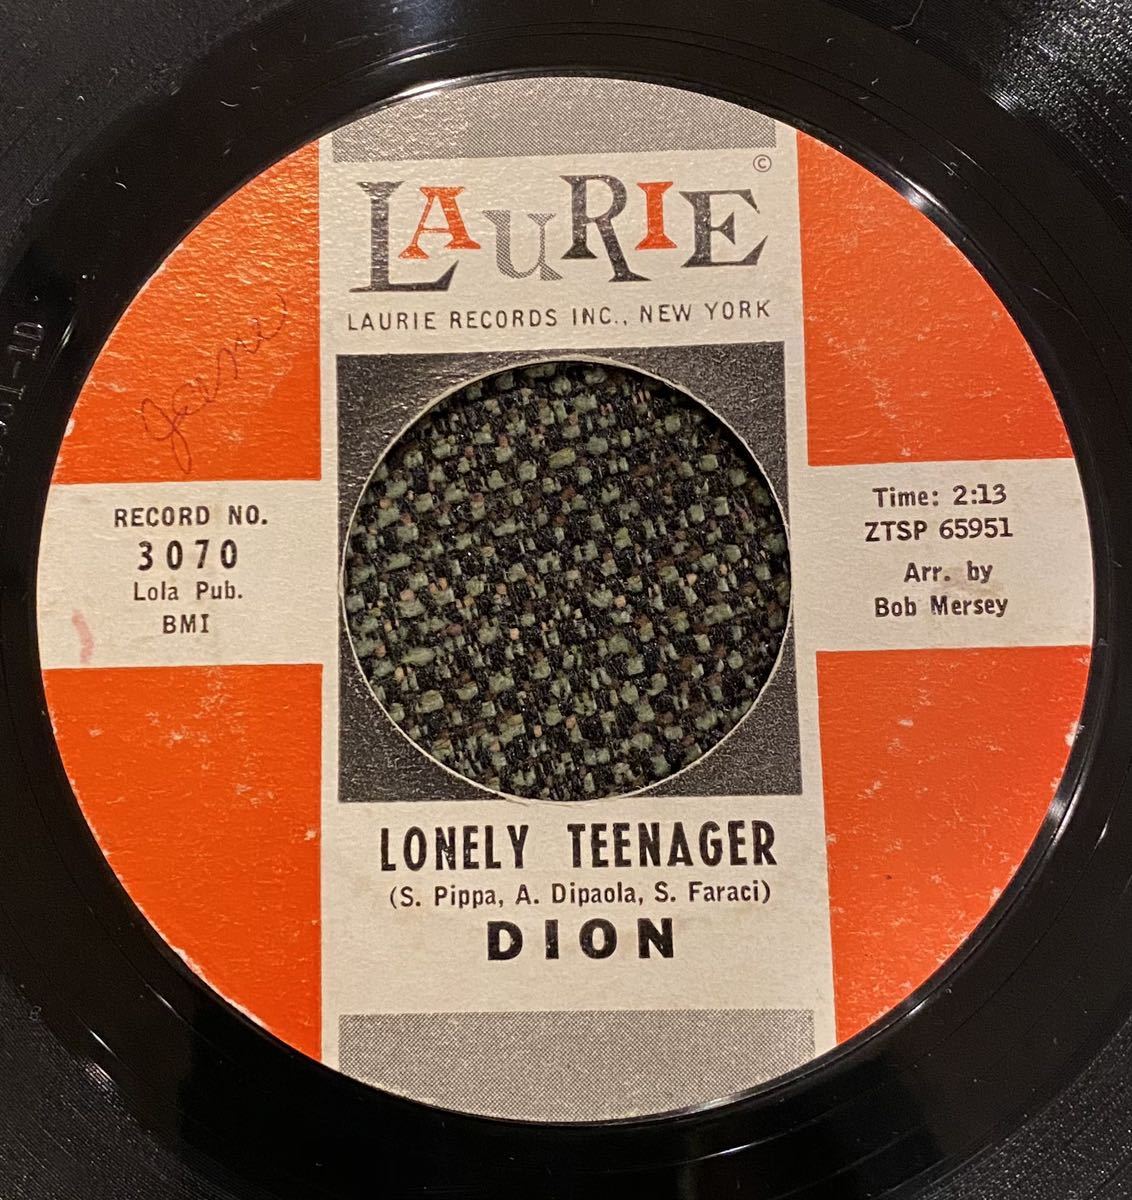 LAURIE ©
LAURIE RECORDS INC., NEW YORK
Jane
RECORD NO.
3070
Lola Pub.
BMI
Time: 2:13
ZTSP 65951
Arr. by
Bob Mersey
LONELY TEENAGER
(S. Pippa, A. Dipaola, S. Faraci)
DION